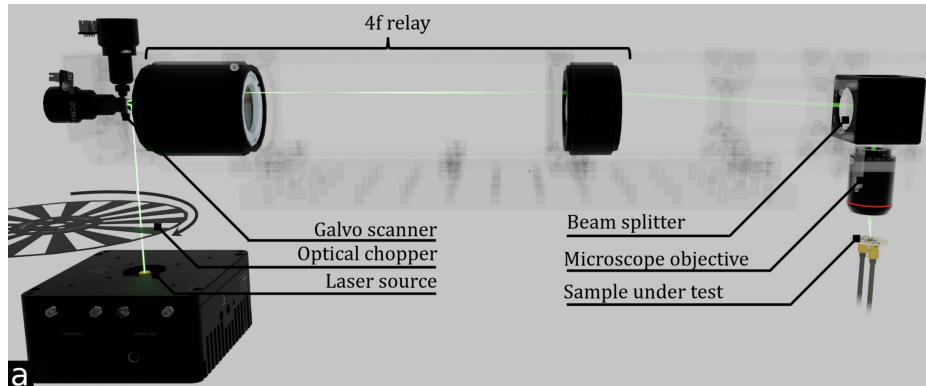 4f relay
Galvo scanner
Optical chopper
Laser source
Beam splitter
Microscope objective
Sample under test
a